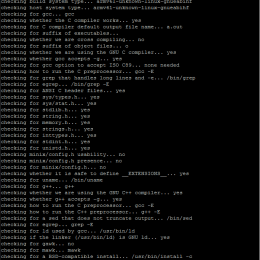 checking build system type... armv6l-unknown-linux-gnueabihf
checking host system type... armv6l-unknown-linux-gnueabihf
checking for gcc... gcc
checking whether the C compiler works... yes
checking for C compiler default output file name... a.out
checking for suffix of executables...
checking whether we are cross compiling... no
checking for suffix of object files... o
checking whether we are using the GNU C compiler... yes
checking whether gcc accepts -g... yes
checking for gcc option to accept ISO C89... none needed
checking how to run the C preprocessor... gcc -E
checking for grep that handles long lines and -e... /bin/grep
checking for egrep... /bin/grep -E
checking for ANSI C header files... yes
checking for sys/types.h... yes
checking for sys/stat.h... yes
checking for stdlib.h... yes
checking for string.h... yes
checking for memory.h... yes
checking for strings.h... yes
checking for inttypes.h... yes
checking for stdint.h... yes
checking for unistd.h... yes
checking minix/config.h usability... no
checking minix/config.h presence... no
checking for minix/config.h... no
checking whether it is safe to define __EXTENSIONS__... yes
checking for uname... /bin/uname
checking for g++... g++
checking whether we are using the GNU C++ compiler... yes
checking whether g++ accepts -g... yes
checking how to run the C preprocessor... gcc -E
checking how to run the C++ preprocessor... g++ -E
checking for a sed that does not truncate output... /bin/sed
checking for egrep... grep -E
checking for ld used by gcc... /usr/bin/ld
checking if the linker (/usr/bin/ld) is GNU ld... yes
checking for gawk... no
checking for mawk... mawk
checking for a BSD-compatible install... /usr/bin/install -c